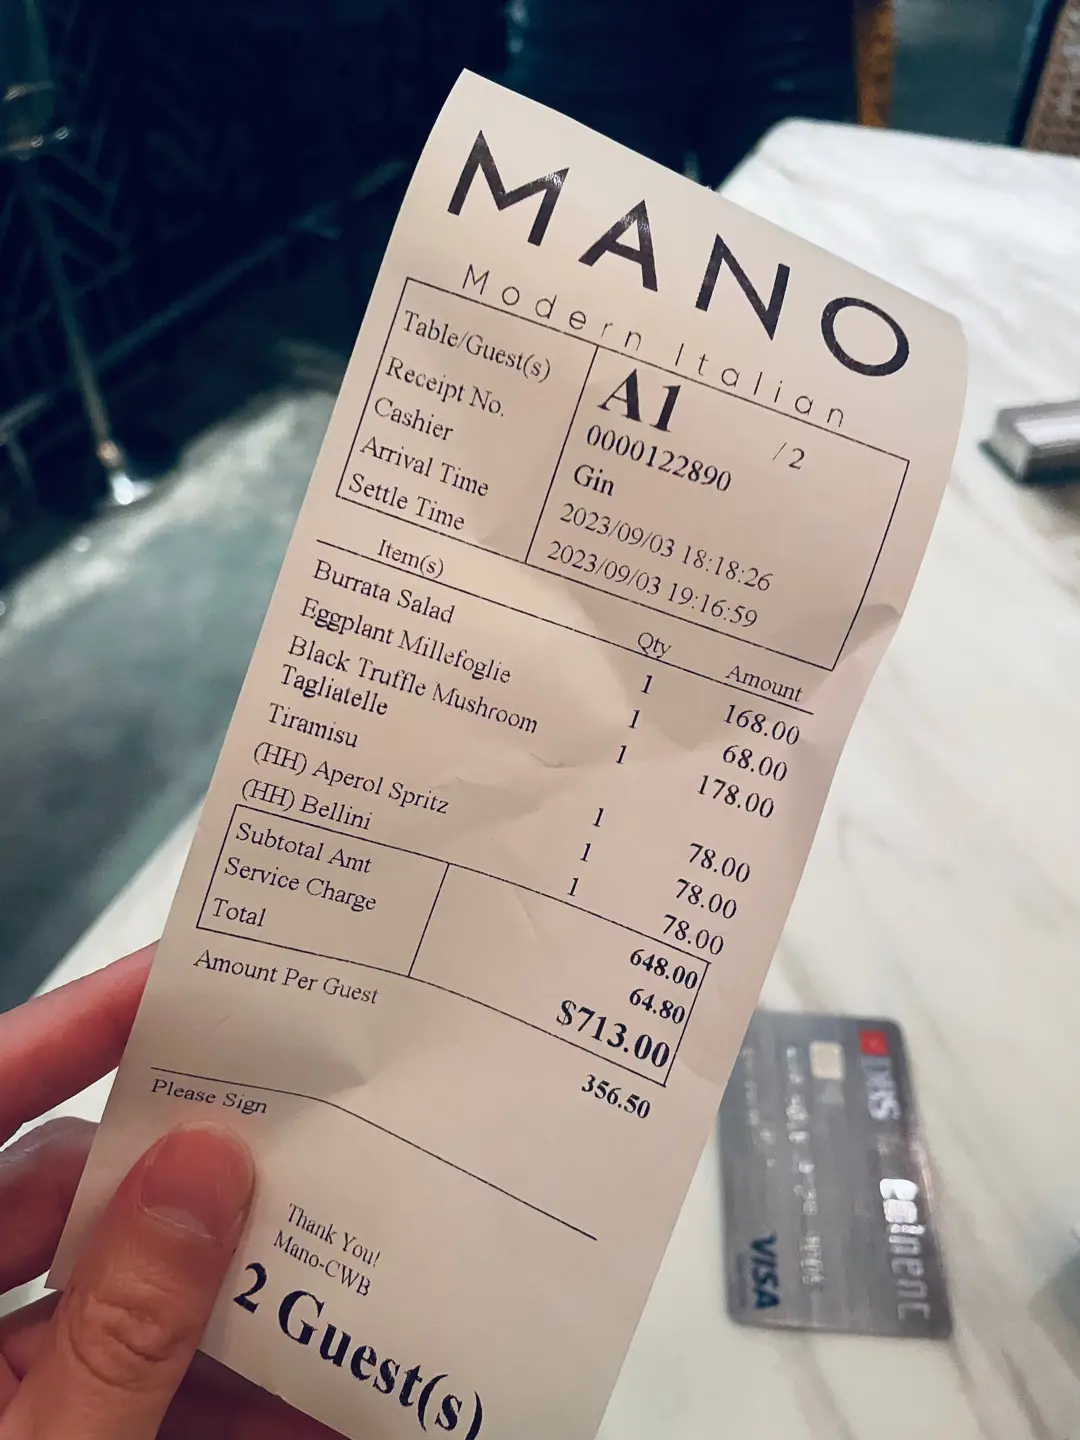 MANO
Modern Italian
Table/Guest(s) A1 /2
Receipt No. 0000122890
Cashier Gin
Arrival Time 2023/09/03 18:18:26
Settle Time 2023/09/03 19:16:59
Item(s) Qty Amount
Burrata Salad 1 168.00
Eggplant Millefoglie 1 68.00
Black Truffle Mushroom 1 178.00
Tagliatelle
Tiramisu 1 78.00
(HH) Aperol Spritz 1 78.00
(HH) Bellini 1 78.00
Subtotal Amt 648.00
Service Charge 64.80
Total $713.00
Amount Per Guest 356.50
Please Sign
Thank You!
Mano-CWB
2 Guest(s)
DBS
eminent
VISA